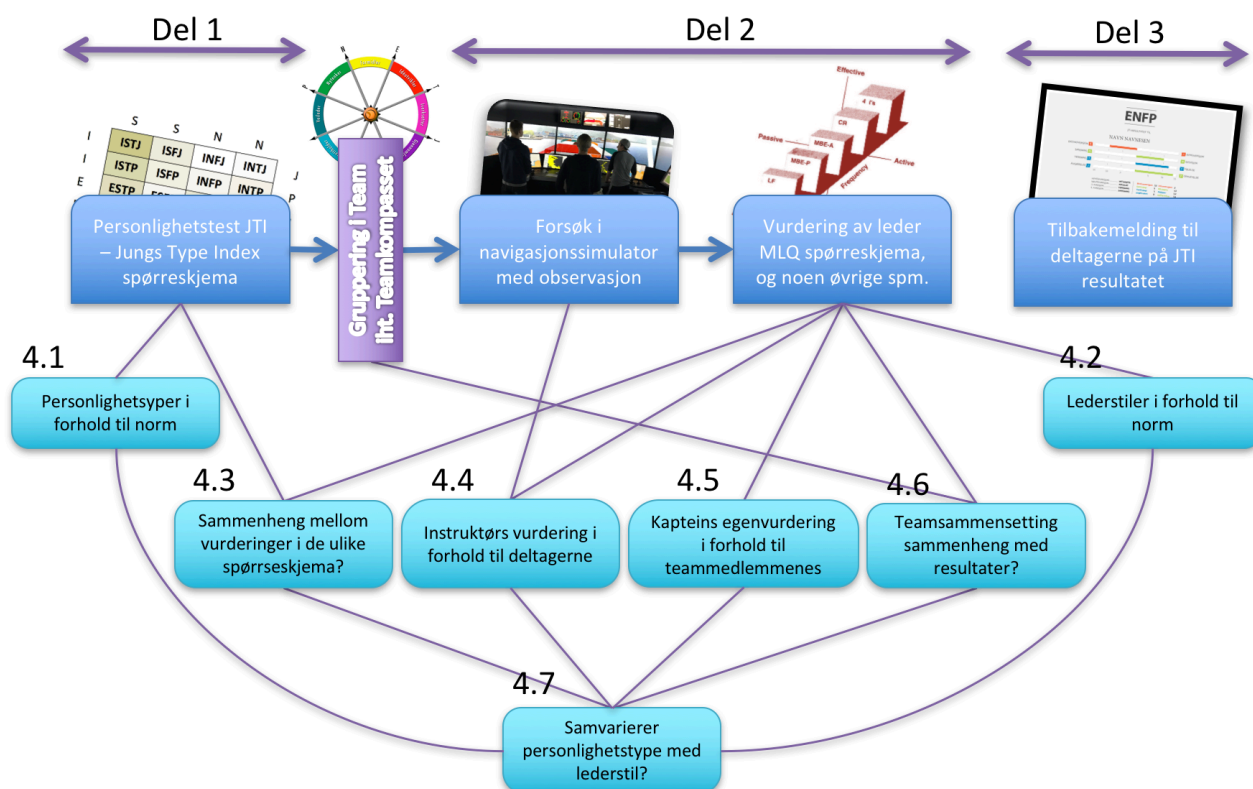 Del 1
Del 2
Del 3
S S N N
I
I
E
J
P
P
ISTJ ISFJ INFJ INTJ
ISTP ISFP INFP INTP
ESTP
Effective
4 I's
CR
MBE-A
MBE-P
LF
Passive
Active
Frequency
ENFP
NAVN NAVNESEN
Personlighetstest JTI
– Jungs Type Index
spørreskjema
Gruppering i Team
iht. Teamkompasset
Forsøk i
navigasjonssimulator
med observasjon
Vurdering av leder
MLQ spørreskjema,
og noen øvrige spm.
Tilbakemelding til
deltagerne på JTI
resultatet
4.1
Personlighetsyper i
forhold til norm
4.2
Lederstiler i forhold til
norm
4.3
Sammenheng mellom
vurderinger i de ulike
spørrseskjema?
4.4
Instruktørs vurdering i
forhold til deltagerne
4.5
Kapteins egenvurdering
i forhold til
teammedlemmenes
4.6
Teamsammensetting
sammenheng med
resultater?
4.7
Samvarierer
personlighetstype med
lederstil?